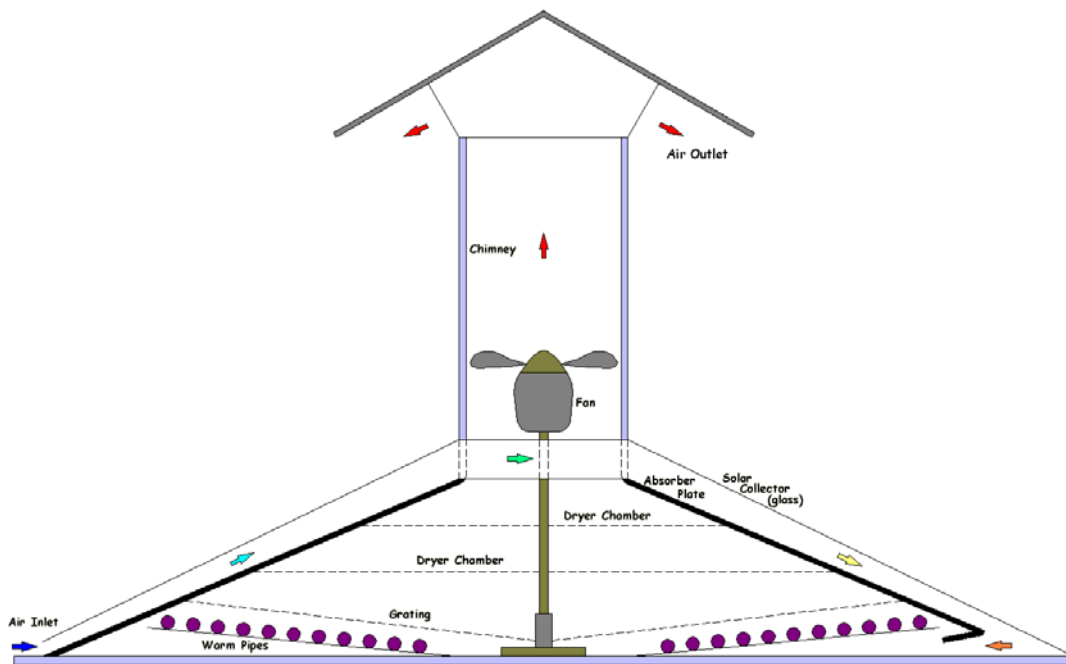 Air Outlet
Chimney
Fan
Absorber
Plate
Solar
Collector
(glass)
Dryer Chamber
Dryer Chamber
Grating
Air Inlet
Worm Pipes